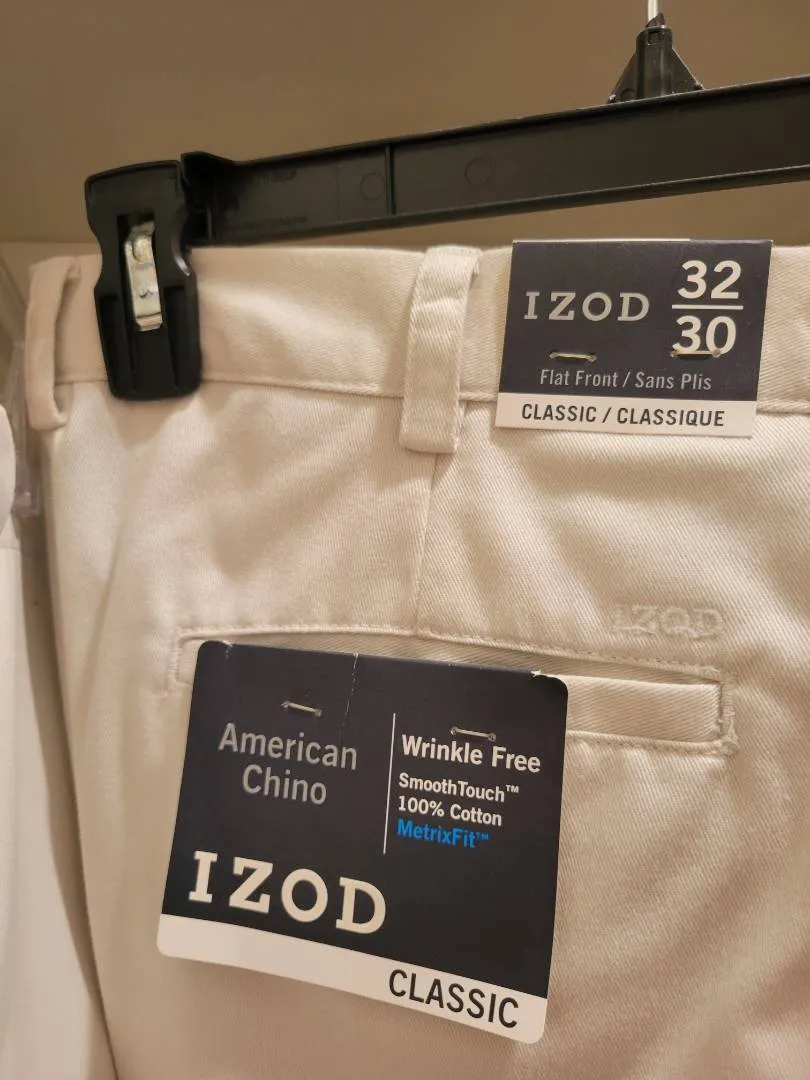 IZOD
32
30
Flat Front / Sans Plis
CLASSIC / CLASSIQUE
IZOD
American
Chino
Wrinkle Free
SmoothTouch™
100% Cotton
MetrixFit™
IZOD
CLASSIC